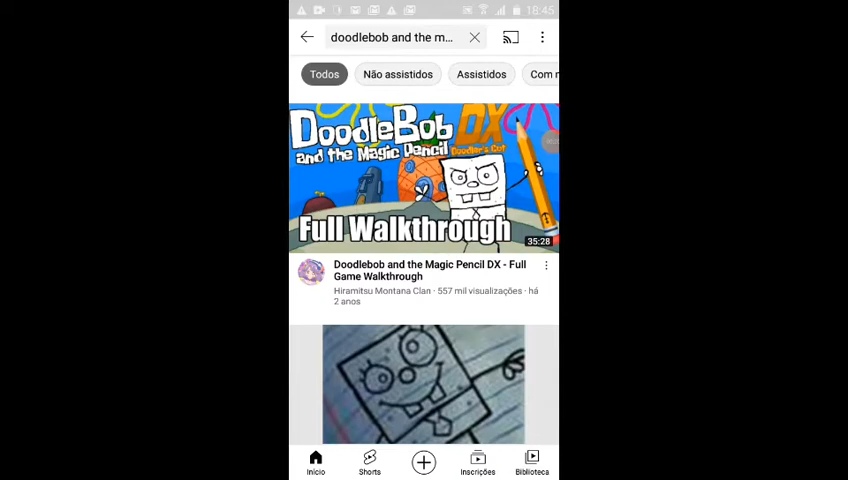 18:45
doodlebob and the m...
Todos
Não assistidos
Assistidos
Com n
DOODLEBOB DX
and the Magic Pencil Doodler's Cut
Full Walkthrough
35:28
Doodlebob and the Magic Pencil DX - Full
Game Walkthrough
Hiramitsu Montana Clan · 557 mil visualizações · há
2 anos
Início
Shorts
Inscrições
Biblioteca